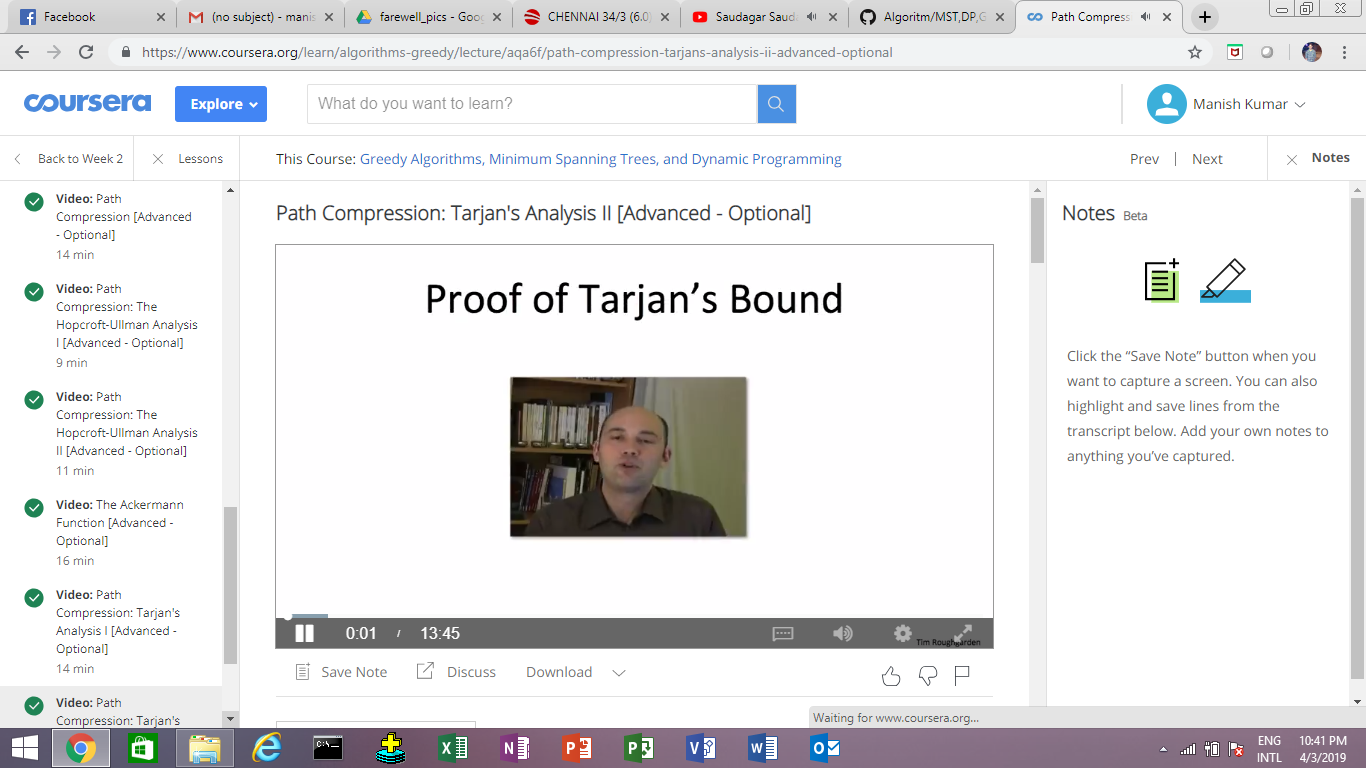 Facebook
(no subject) - manis
farewell_pics - Goog
CHENNAI 34/3 (6.0)
Saudagar Saud
Algoritm/MST,DP,G
Path Compress
https://www.coursera.org/learn/algorithms-greedy/lecture/aqa6f/path-compression-tarjans-analysis-ii-advanced-optional
coursera
Explore
What do you want to learn?
Manish Kumar
Back to Week 2
Lessons
This Course: Greedy Algorithms, Minimum Spanning Trees, and Dynamic Programming
Prev | Next
Notes
Video: Path
Compression [Advanced
- Optional]
14 min
Video: Path
Compression: The
Hopcroft-Ullman Analysis
I [Advanced - Optional]
9 min
Video: Path
Compression: The
Hopcroft-Ullman Analysis
II [Advanced - Optional]
11 min
Video: The Ackermann
Function [Advanced -
Optional]
16 min
Video: Path
Compression: Tarjan's
Analysis I [Advanced -
Optional]
14 min
Video: Path
Compression: Tarjan's
Path Compression: Tarjan's Analysis II [Advanced - Optional]
Proof of Tarjan's Bound
0:01 / 13:45
Tim Roughgarden
Save Note
Discuss
Download
Notes Beta
Click the “Save Note” button when you
want to capture a screen. You can also
highlight and save lines from the
transcript below. Add your own notes to
anything you’ve captured.
Waiting for www.coursera.org...
ENG
INTL
10:41 PM
4/3/2019